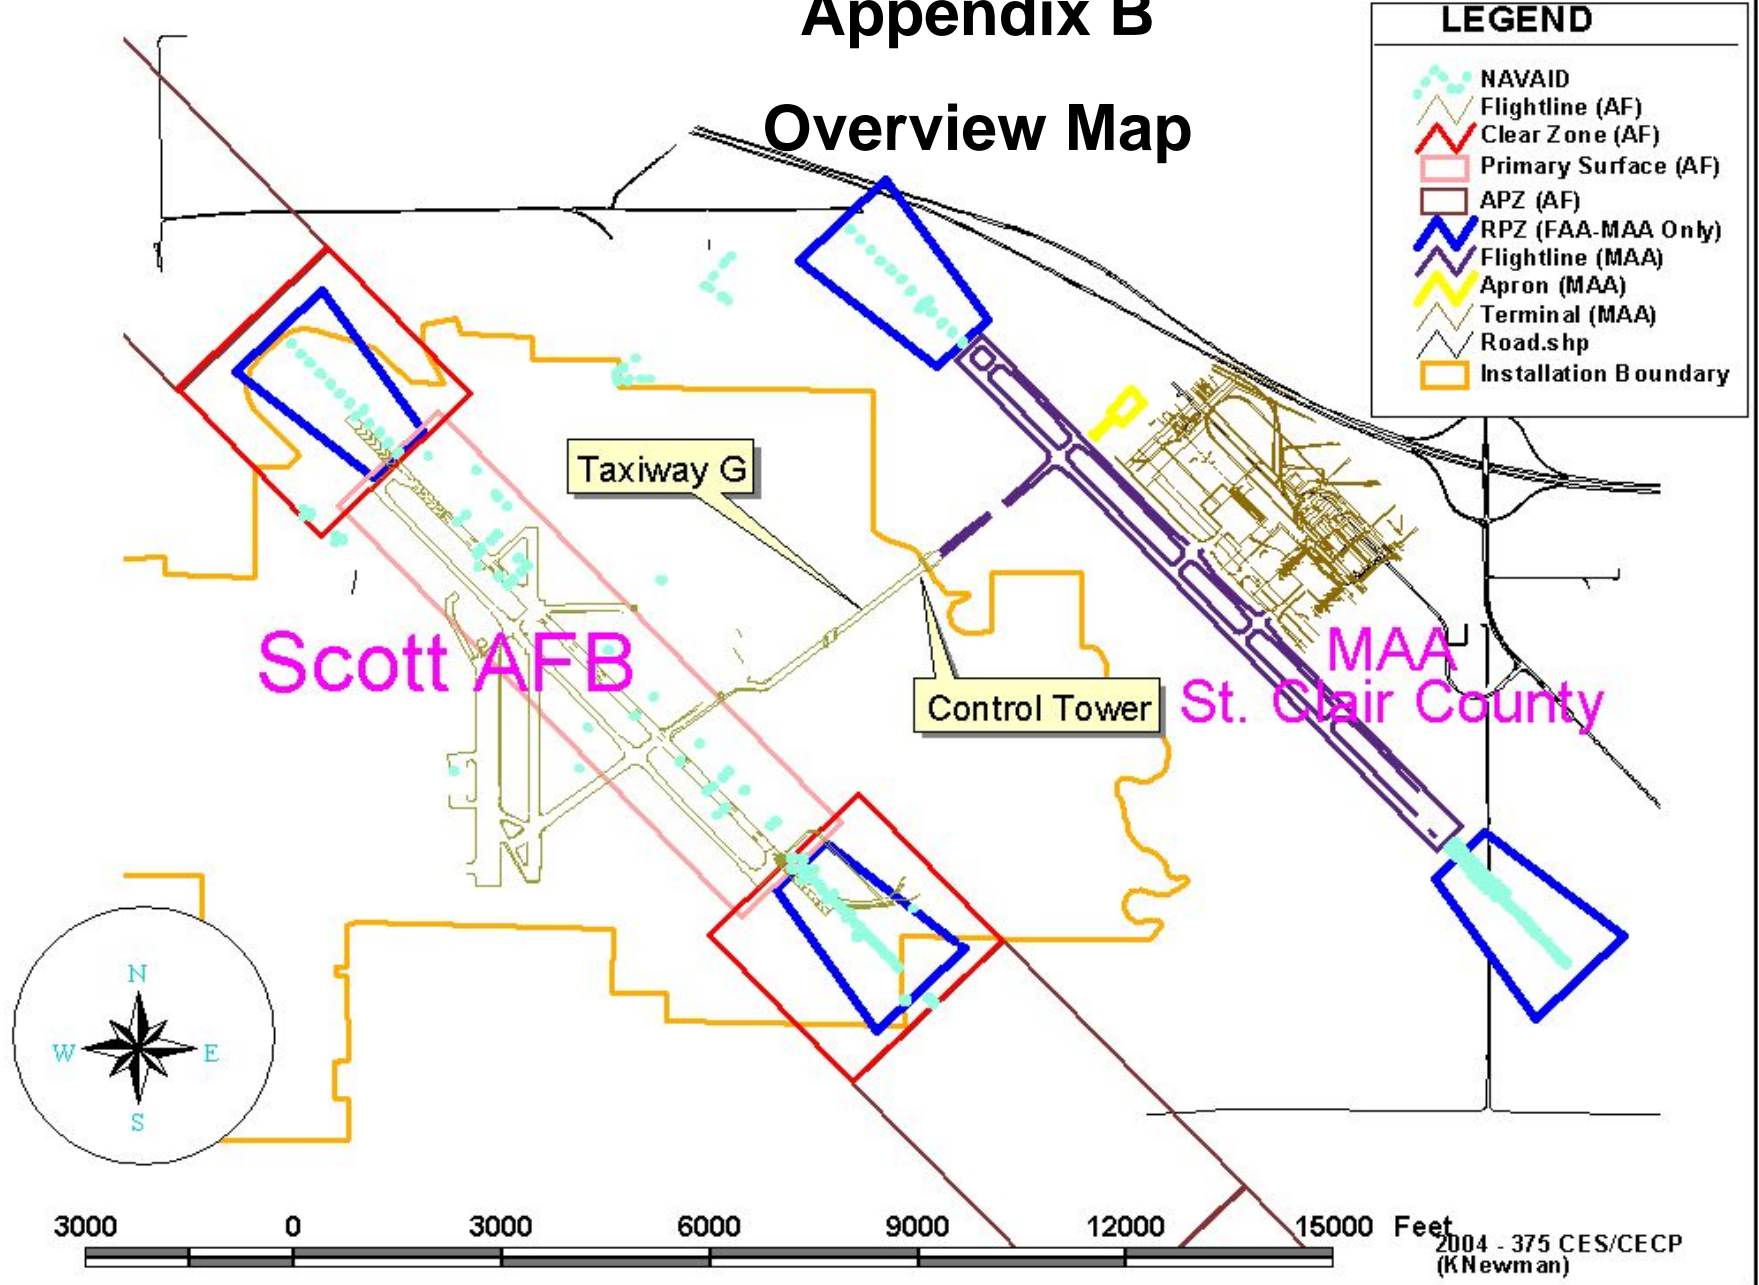 Appendix B
Overview Map
LEGEND
NAVAID
Flightline (AF)
Clear Zone (AF)
Primary Surface (AF)
APZ (AF)
RPZ (FAA-MAA Only)
Flightline (MAA)
Apron (MAA)
Terminal (MAA)
Road.shp
Installation Boundary
Taxiway G
Scott AFB
MAA
St. Clair County
Control Tower
N
W E
S
3000 0 3000 6000 9000 12000 15000 Feet
2004 - 375 CES/CECP
(KNewman)